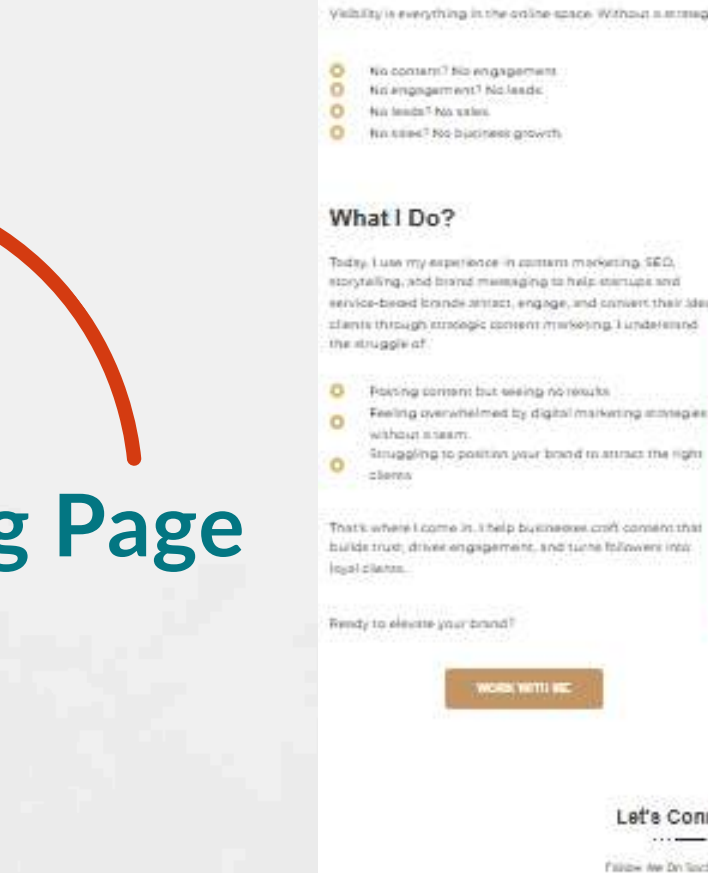 g Page
Visibility is everything in the online space. Without a strateg
No content? No engagement
No engagement? No leads
No leads? No sales
No sales? No business growth
What I Do?
Today, I use my experience in content marketing, SEO,
storytelling, and brand messaging to help startups and
service-based brands attract, engage, and convert their idea
clients through strategic content marketing. I understand
the struggle of
Posting content but seeing no results
Feeling overwhelmed by digital marketing strategies
without a team
Struggling to position your brand to attract the right
clients
That's where I come in. I help businesses craft content that
builds trust, drives engagement, and turns followers into
loyal clients.
Ready to elevate your brand?
WORK WITH ME
Let's Conn
Follow Me On Soci